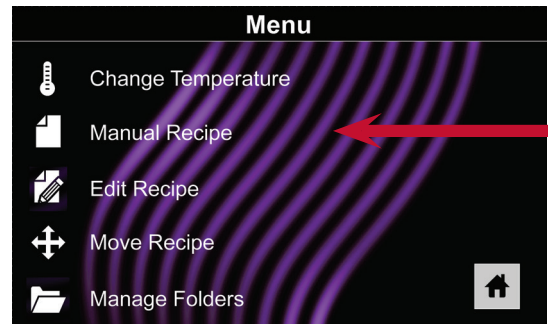 Menu
Change Temperature
Manual Recipe
Edit Recipe
Move Recipe
Manage Folders